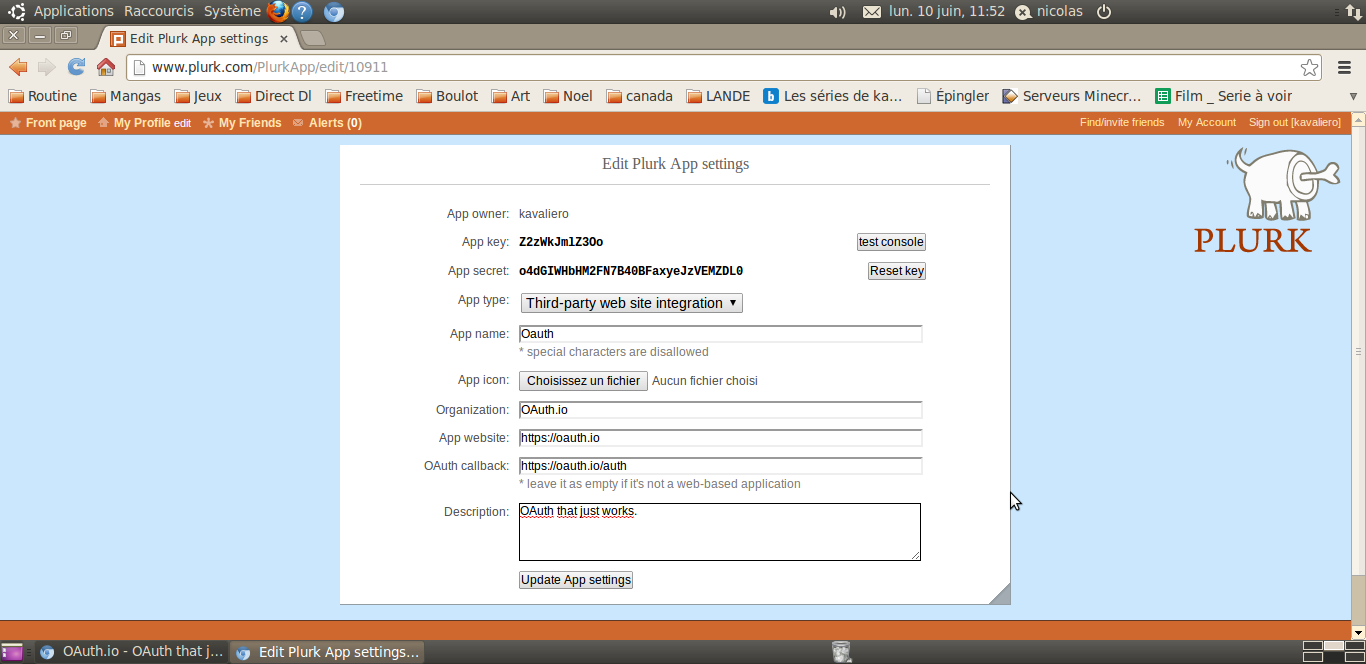 Applications Raccourcis Système lun. 10 juin, 11:52 nicolas
Edit Plurk App settings
www.plurk.com/PlurkApp/edit/10911
Routine Mangas Jeux Direct Dl Freetime Boulot Art Noel canada LANDE Les séries de ka... Épingler Serveurs Minecr... Film _ Serie à voir
Front page My Profile edit My Friends Alerts (0) Find/invite friends My Account Sign out [kavaliero]
Edit Plurk App settings
PLURK
App owner: kavaliero
App key: Z2zWkJmlZ3Oo test console
App secret: o4dGIWHbHM2FN7B40BFaxyeJzVEMZDL0 Reset key
App type: Third-party web site integration
App name: Oauth
* special characters are disallowed
App icon: Choisissez un fichier Aucun fichier choisi
Organization: OAuth.io
App website: https://oauth.io
OAuth callback: https://oauth.io/auth
* leave it as empty if it's not a web-based application
Description: OAuth that just works.
Update App settings
OAuth.io - OAuth that j... Edit Plurk App settings...